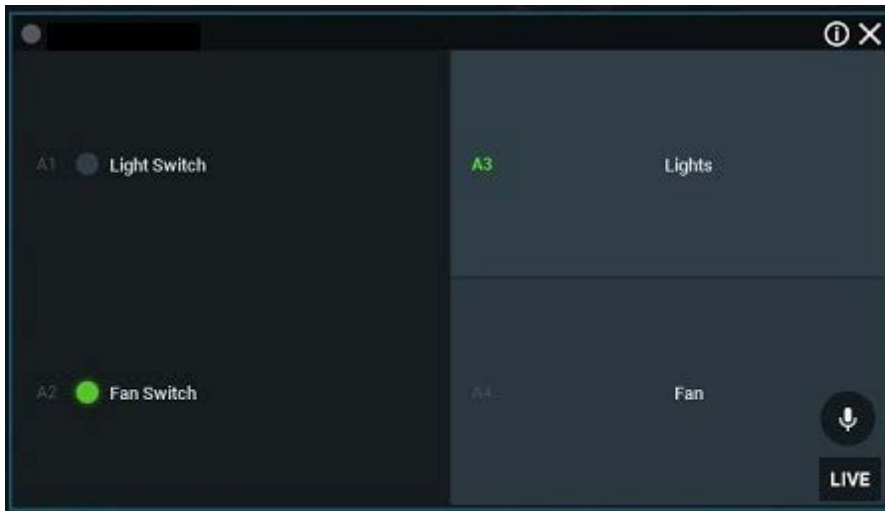 A1 Light Switch
A3 Lights
A2 Fan Switch
A4 Fan
LIVE